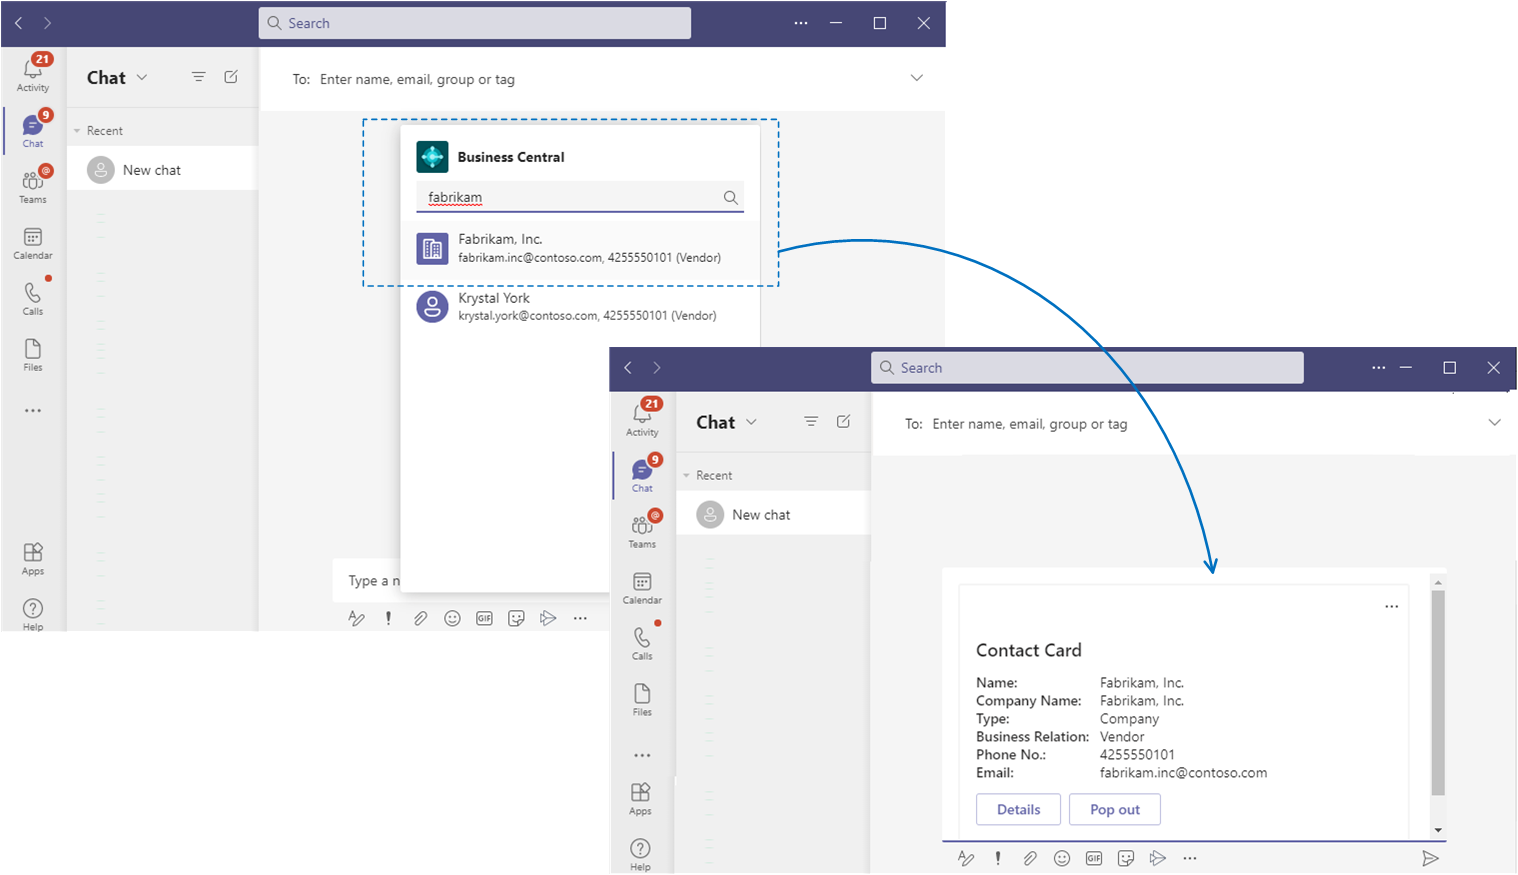 Search
21
Activity
Chat
To: Enter name, email, group or tag
9
Chat
Recent
New chat
@
Teams
Calendar
Calls
Files
Apps
Help
Business Central
fabrikam
Fabrikam, Inc.
fabrikam.inc@contoso.com, 4255550101 (Vendor)
Krystal York
krystal.york@contoso.com, 4255550101 (Vendor)
Type a n
GIF
Search
21
Activity
Chat
To: Enter name, email, group or tag
9
Chat
Recent
New chat
@
Teams
Calendar
Calls
Files
Apps
Help
Contact Card
Name: Fabrikam, Inc.
Company Name: Fabrikam, Inc.
Type: Company
Business Relation: Vendor
Phone No.: 4255550101
Email: fabrikam.inc@contoso.com
Details Pop out
GIF